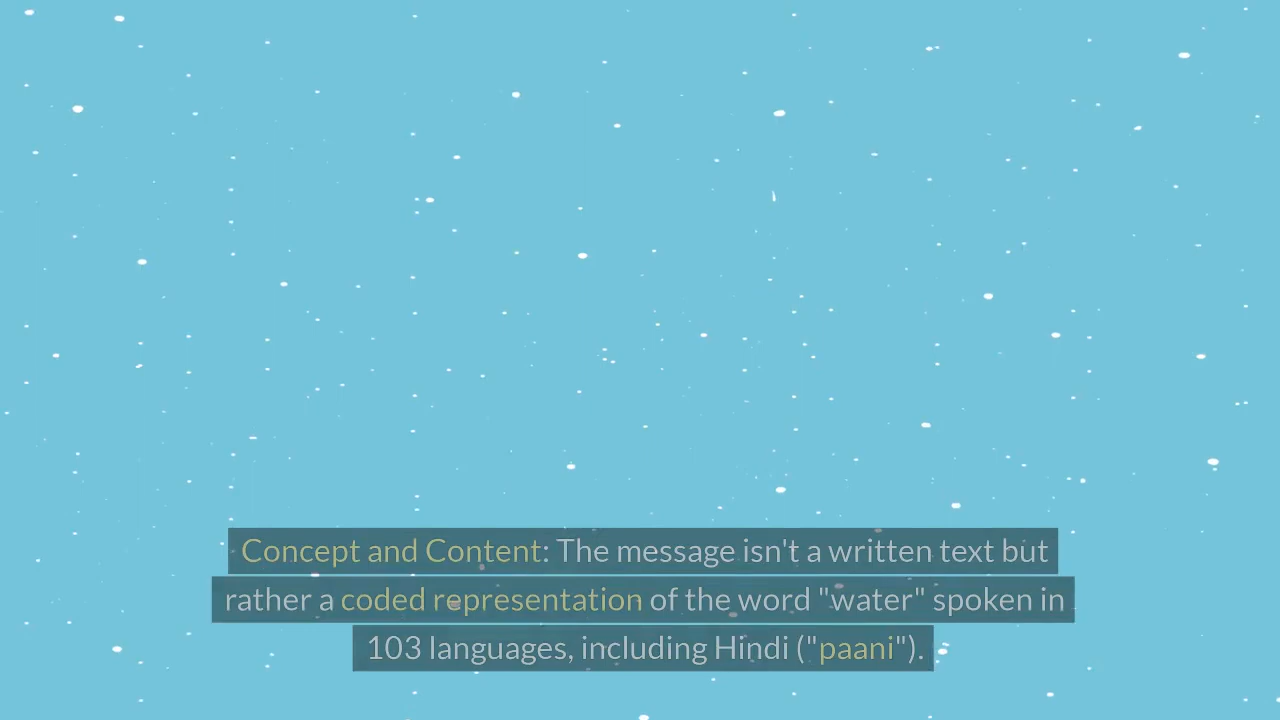 Concept and Content: The message isn't a written text but
rather a coded representation of the word "water" spoken in
103 languages, including Hindi ("paani").